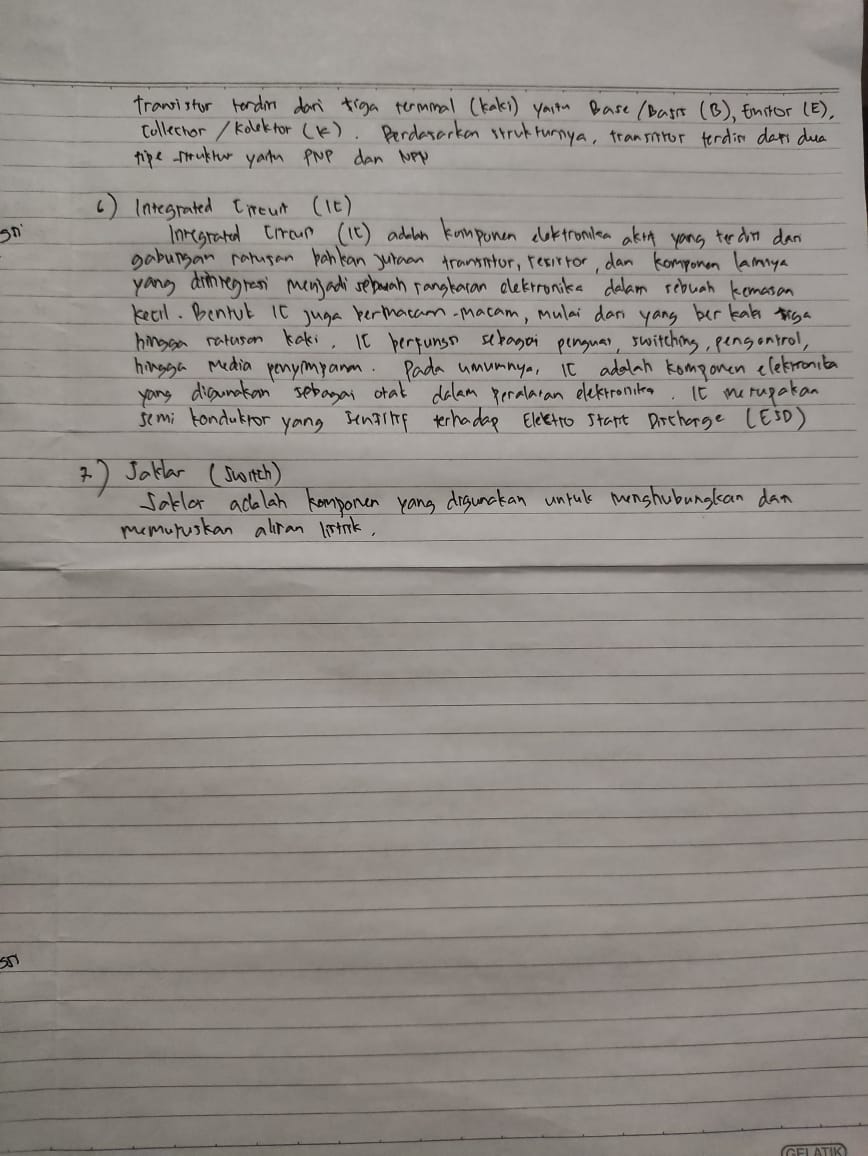 transistor terdiri dari tiga terminal (kaki) yaitu Base/Basis (B), Emitor (E),
Collector / Kolektor (K). Berdasarkan strukturnya, transistor terdiri dari dua
tipe struktur yaitu PNP dan NPN
6) Integrated Circuit (IC)
Integrated Circuit (IC) adalah komponen elektronika aktif yang terdiri dari
gabungan ratusan bahkan jutaan transistor, resistor, dan komponen lainnya
yang diintegrasi menjadi sebuah rangkaian elektronika dalam sebuah kemasan
kecil. Bentuk IC juga bermacam-macam, mulai dari yang berkaki tiga
hingga ratusan kaki. IC berfungsi sebagai penguat, switching, pengontrol,
hingga media penyimpanan. Pada umumnya, IC adalah komponen elektronika
yang digunakan sebagai otak dalam peralatan elektronika. IC merupakan
semi konduktor yang sensitif terhadap Elektro Static Discharge (ESD)
7) Saklar (Switch)
Saklar adalah komponen yang digunakan untuk menghubungkan dan
memutuskan aliran listrik.
GELATIK